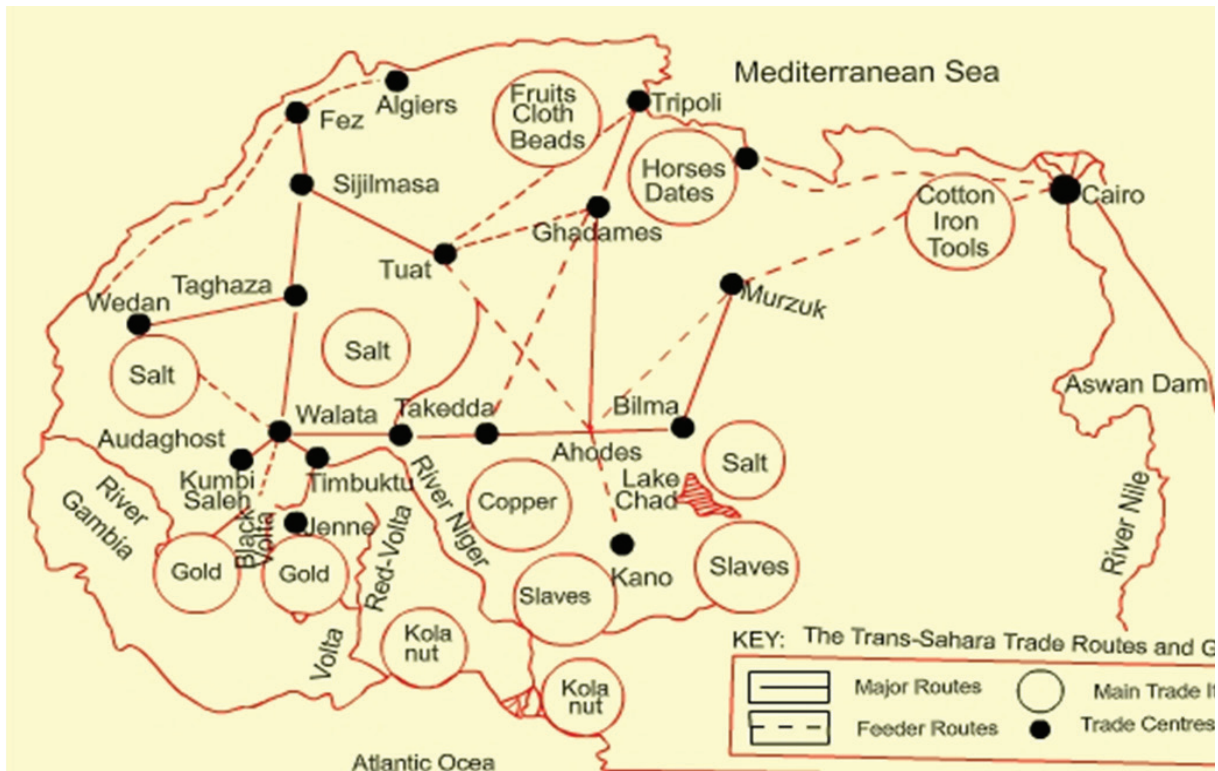 Mediterranean Sea
Algiers
Fez
Fruits
Cloth
Beads
Tripoli
Sijilmasa
Horses
Dates
Cotton
Iron
Tools
Cairo
Ghadames
Tuat
Taghaza
Wedan
Murzuk
Salt
Salt
Aswan Dam
Walata
Takedda
Bilma
Audaghost
Ahodes
Kumbi
Saleh
Timbuktu
Lake
Chad
Salt
River
Gambia
Copper
River Niger
Black
Volta
Jenne
Red-Volta
River Nile
Gold
Gold
Kano
Slaves
Slaves
Volta
Kola
nut
Kola
nut
KEY: The Trans-Sahara Trade Routes and G
Major Routes
Main Trade It
Feeder Routes
Trade Centres
Atlantic Ocea